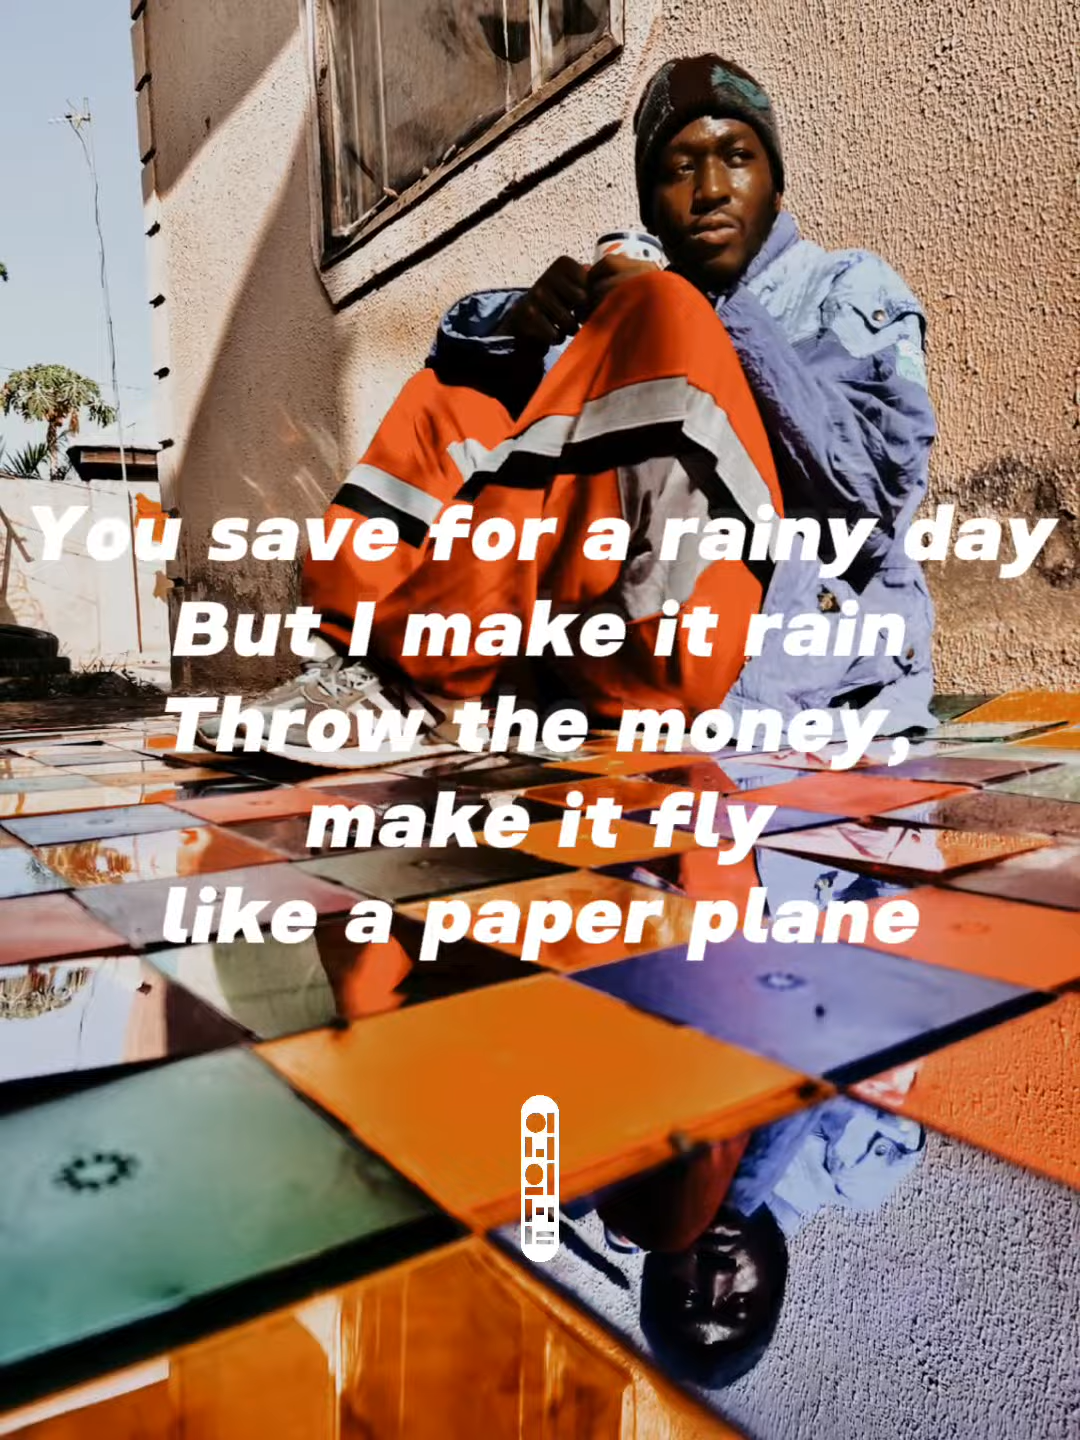 You save for a rainy day
But I make it rain
Throw the money,
make it fly
like a paper plane